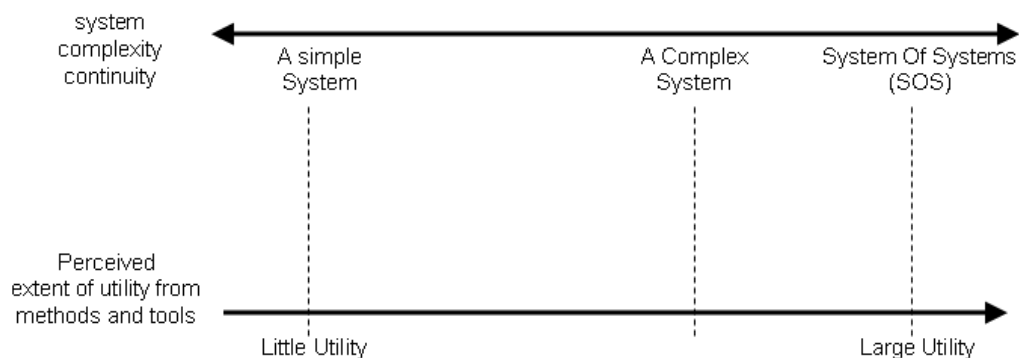 system
complexity
continuity
A simple
System
A Complex
System
System Of Systems
(SOS)
Perceived
extent of utility from
methods and tools
Little Utility
Large Utility